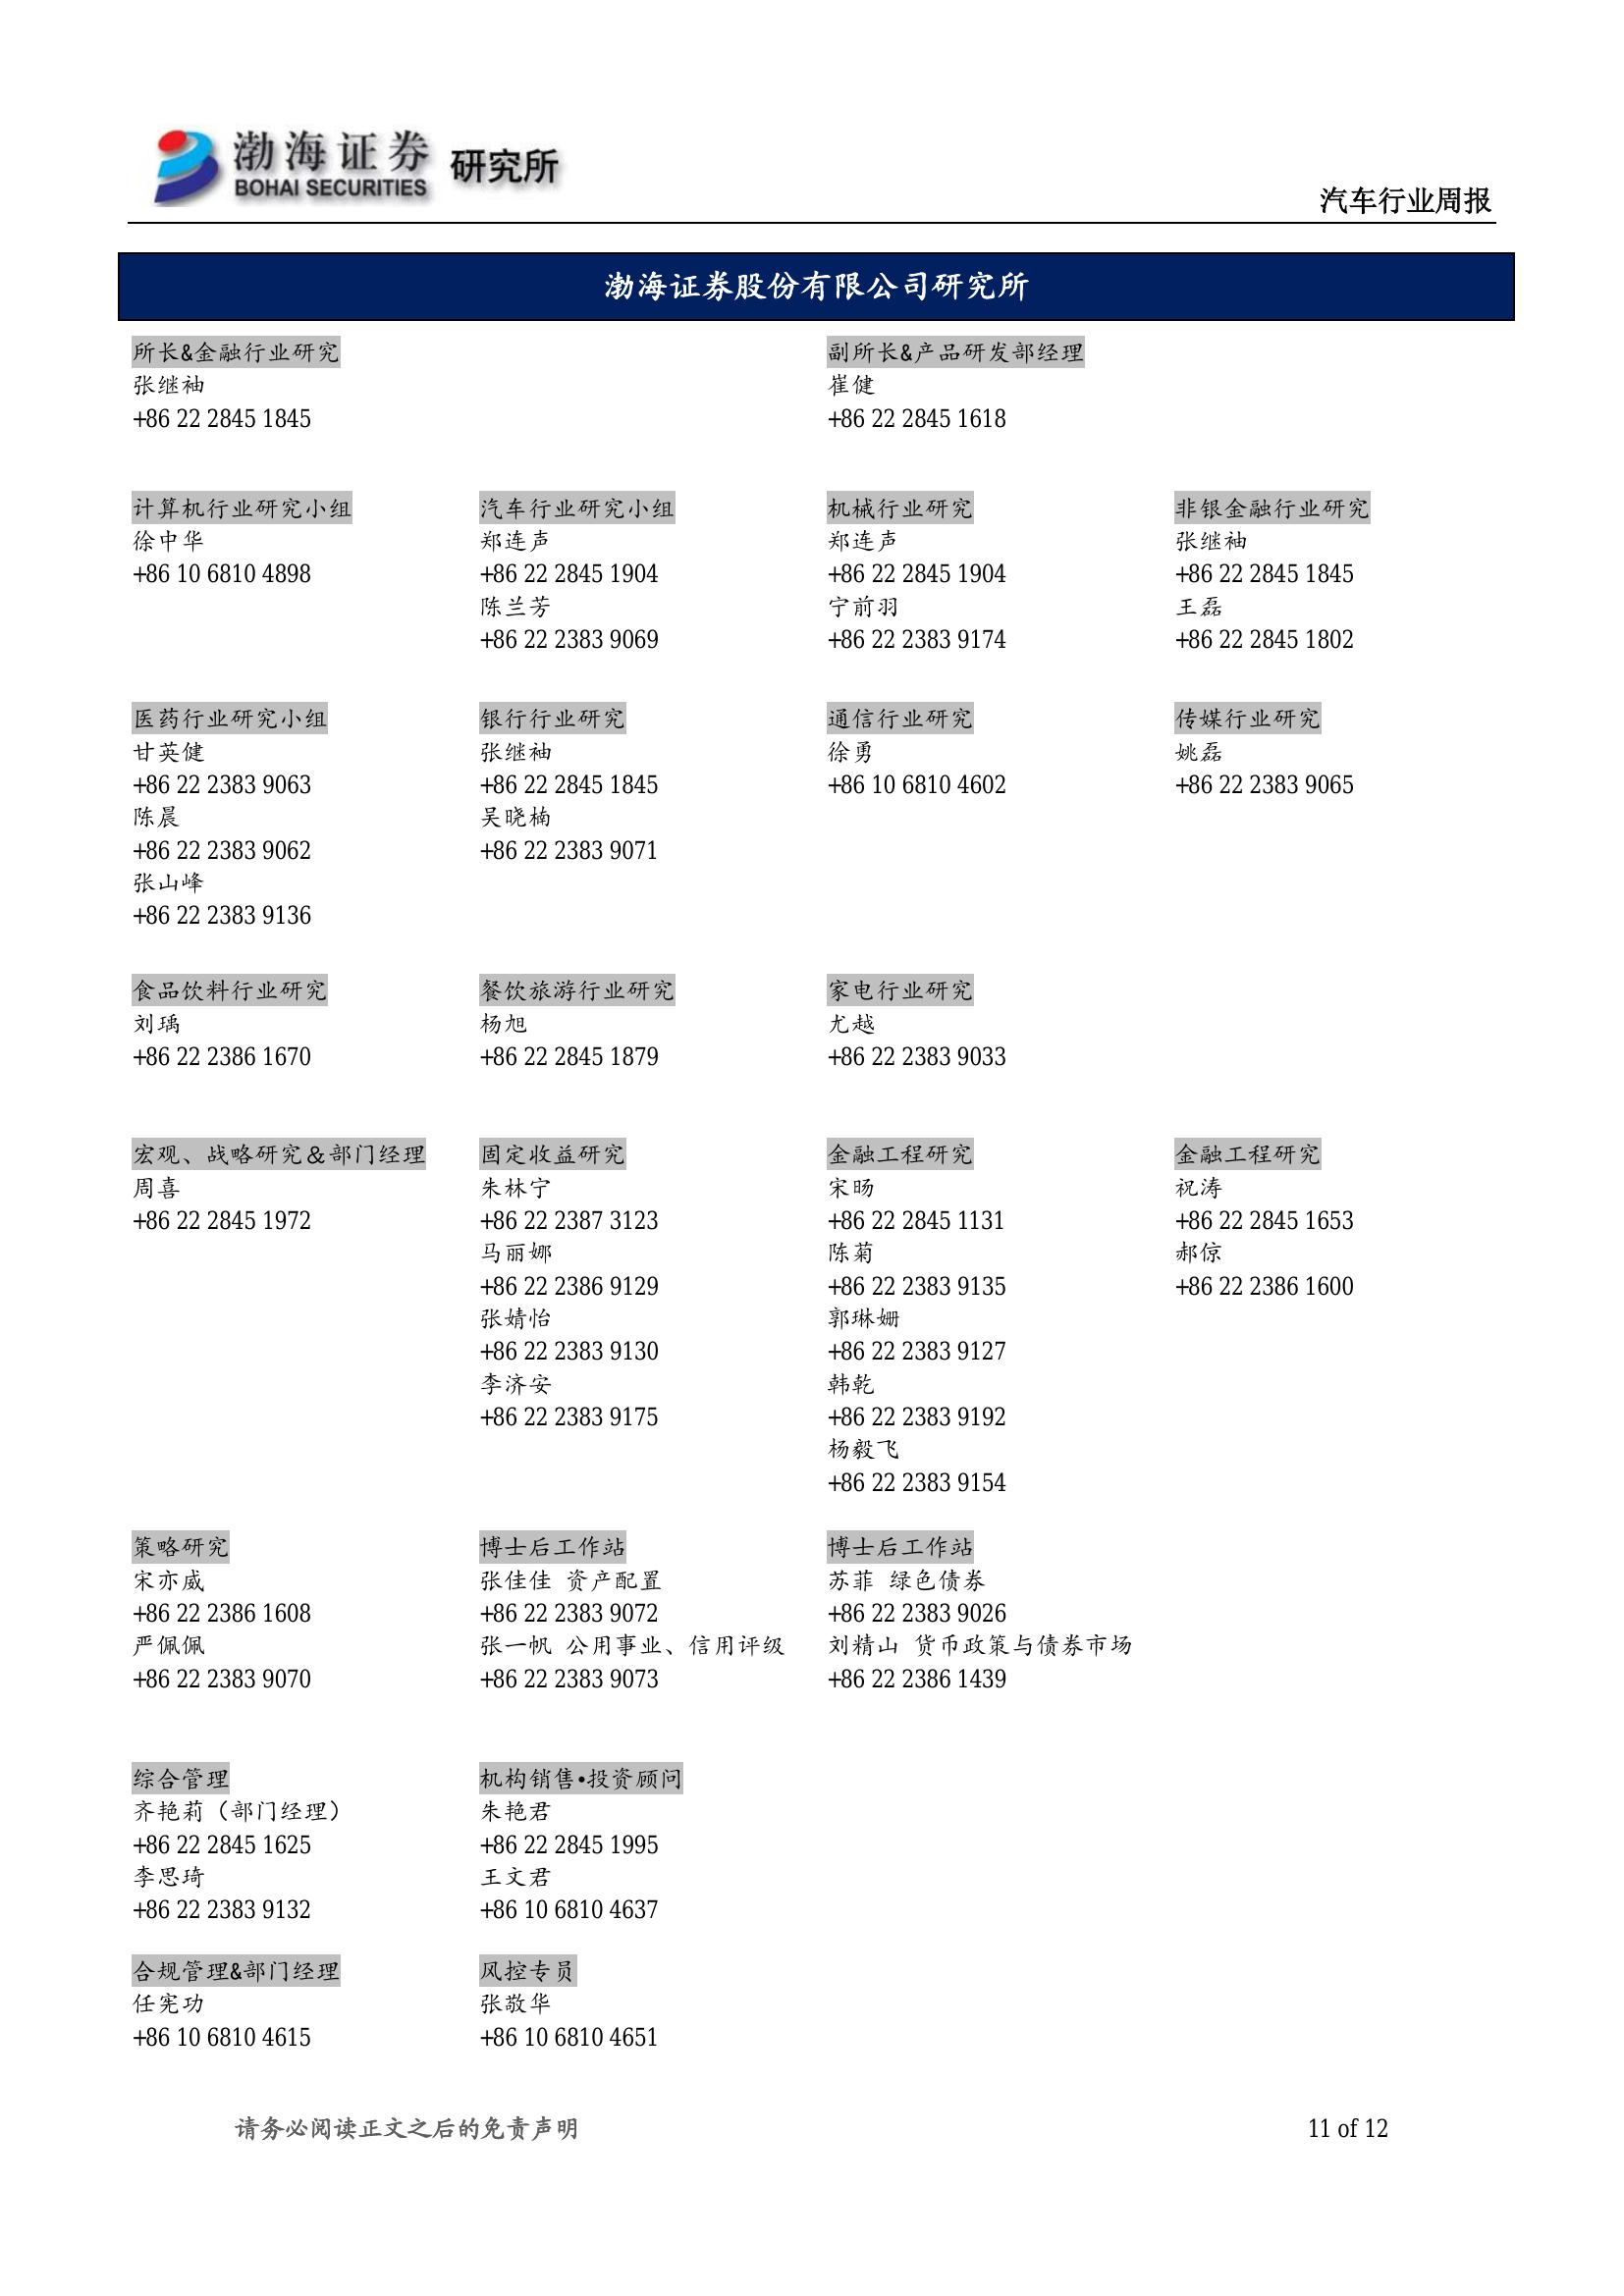 渤海证券
BOHAI SECURITIES
研究所
汽车行业周报
渤海证券股份有限公司研究所
所长&金融行业研究
张继袖
+86 22 2845 1845
副所长&产品研发部经理
崔健
+86 22 2845 1618
计算机行业研究小组
徐中华
+86 10 6810 4898
汽车行业研究小组
郑连声
+86 22 2845 1904
陈兰芳
+86 22 2383 9069
机械行业研究
郑连声
+86 22 2845 1904
宁前羽
+86 22 2383 9174
非银金融行业研究
张继袖
+86 22 2845 1845
王磊
+86 22 2845 1802
医药行业研究小组
甘英健
+86 22 2383 9063
陈晨
+86 22 2383 9062
张山峰
+86 22 2383 9136
银行行业研究
张继袖
+86 22 2845 1845
吴晓楠
+86 22 2383 9071
通信行业研究
徐勇
+86 10 6810 4602
传媒行业研究
姚磊
+86 22 2383 9065
食品饮料行业研究
刘瑀
+86 22 2386 1670
餐饮旅游行业研究
杨旭
+86 22 2845 1879
家电行业研究
尤越
+86 22 2383 9033
宏观、战略研究＆部门经理
周喜
+86 22 2845 1972
固定收益研究
朱林宁
+86 22 2387 3123
马丽娜
+86 22 2386 9129
张婧怡
+86 22 2383 9130
李济安
+86 22 2383 9175
金融工程研究
宋旸
+86 22 2845 1131
陈菊
+86 22 2383 9135
郭琳姗
+86 22 2383 9127
韩乾
+86 22 2383 9192
杨毅飞
+86 22 2383 9154
金融工程研究
祝涛
+86 22 2845 1653
郝倞
+86 22 2386 1600
策略研究
宋亦威
+86 22 2386 1608
严佩佩
+86 22 2383 9070
博士后工作站
张佳佳 资产配置
+86 22 2383 9072
张一帆 公用事业、信用评级
+86 22 2383 9073
博士后工作站
苏菲 绿色债券
+86 22 2383 9026
刘精山 货币政策与债券市场
+86 22 2386 1439
综合管理
齐艳莉（部门经理）
+86 22 2845 1625
李思琦
+86 22 2383 9132
机构销售•投资顾问
朱艳君
+86 22 2845 1995
王文君
+86 10 6810 4637
合规管理&部门经理
任宪功
+86 10 6810 4615
风控专员
张敬华
+86 10 6810 4651
请务必阅读正文之后的免责声明
11 of 12